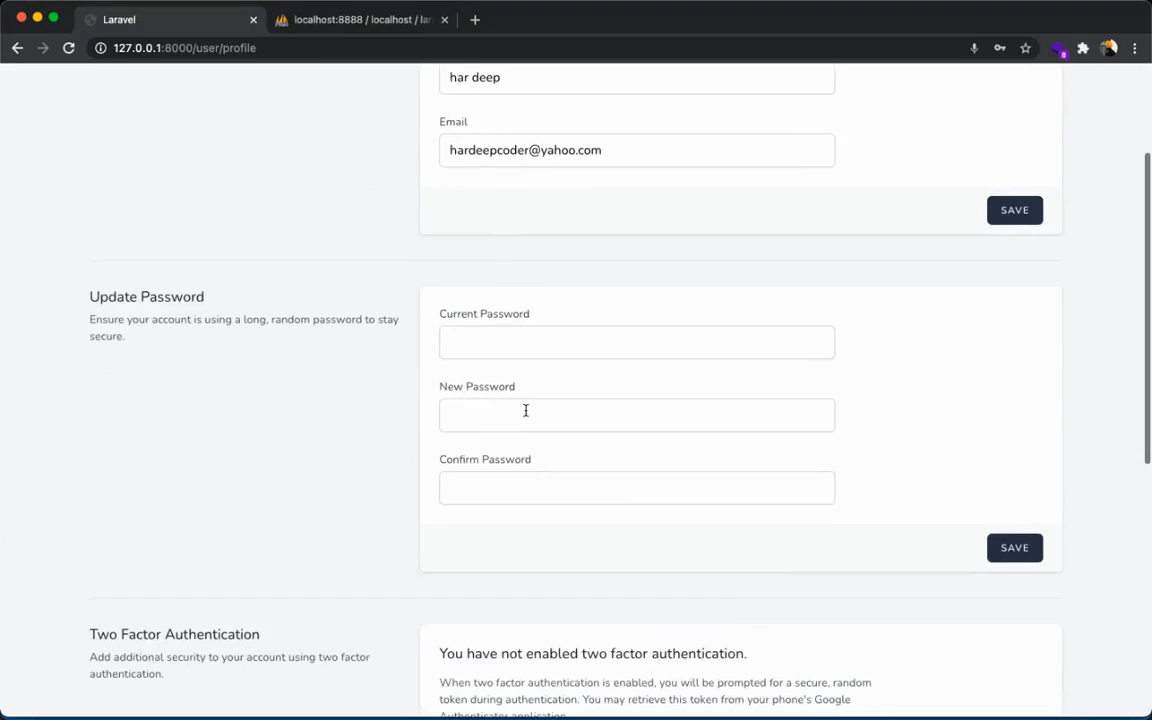 Laravel
localhost:8888 / localhost / lar
127.0.0.1:8000/user/profile
8
har deep
Email
hardeepcoder@yahoo.com
SAVE
Update Password
Ensure your account is using a long, random password to stay
secure.
Current Password
New Password
Confirm Password
SAVE
Two Factor Authentication
Add additional security to your account using two factor
authentication.
You have not enabled two factor authentication.
When two factor authentication is enabled, you will be prompted for a secure, random
token during authentication. You may retrieve this token from your phone's Google
Authenticator application.